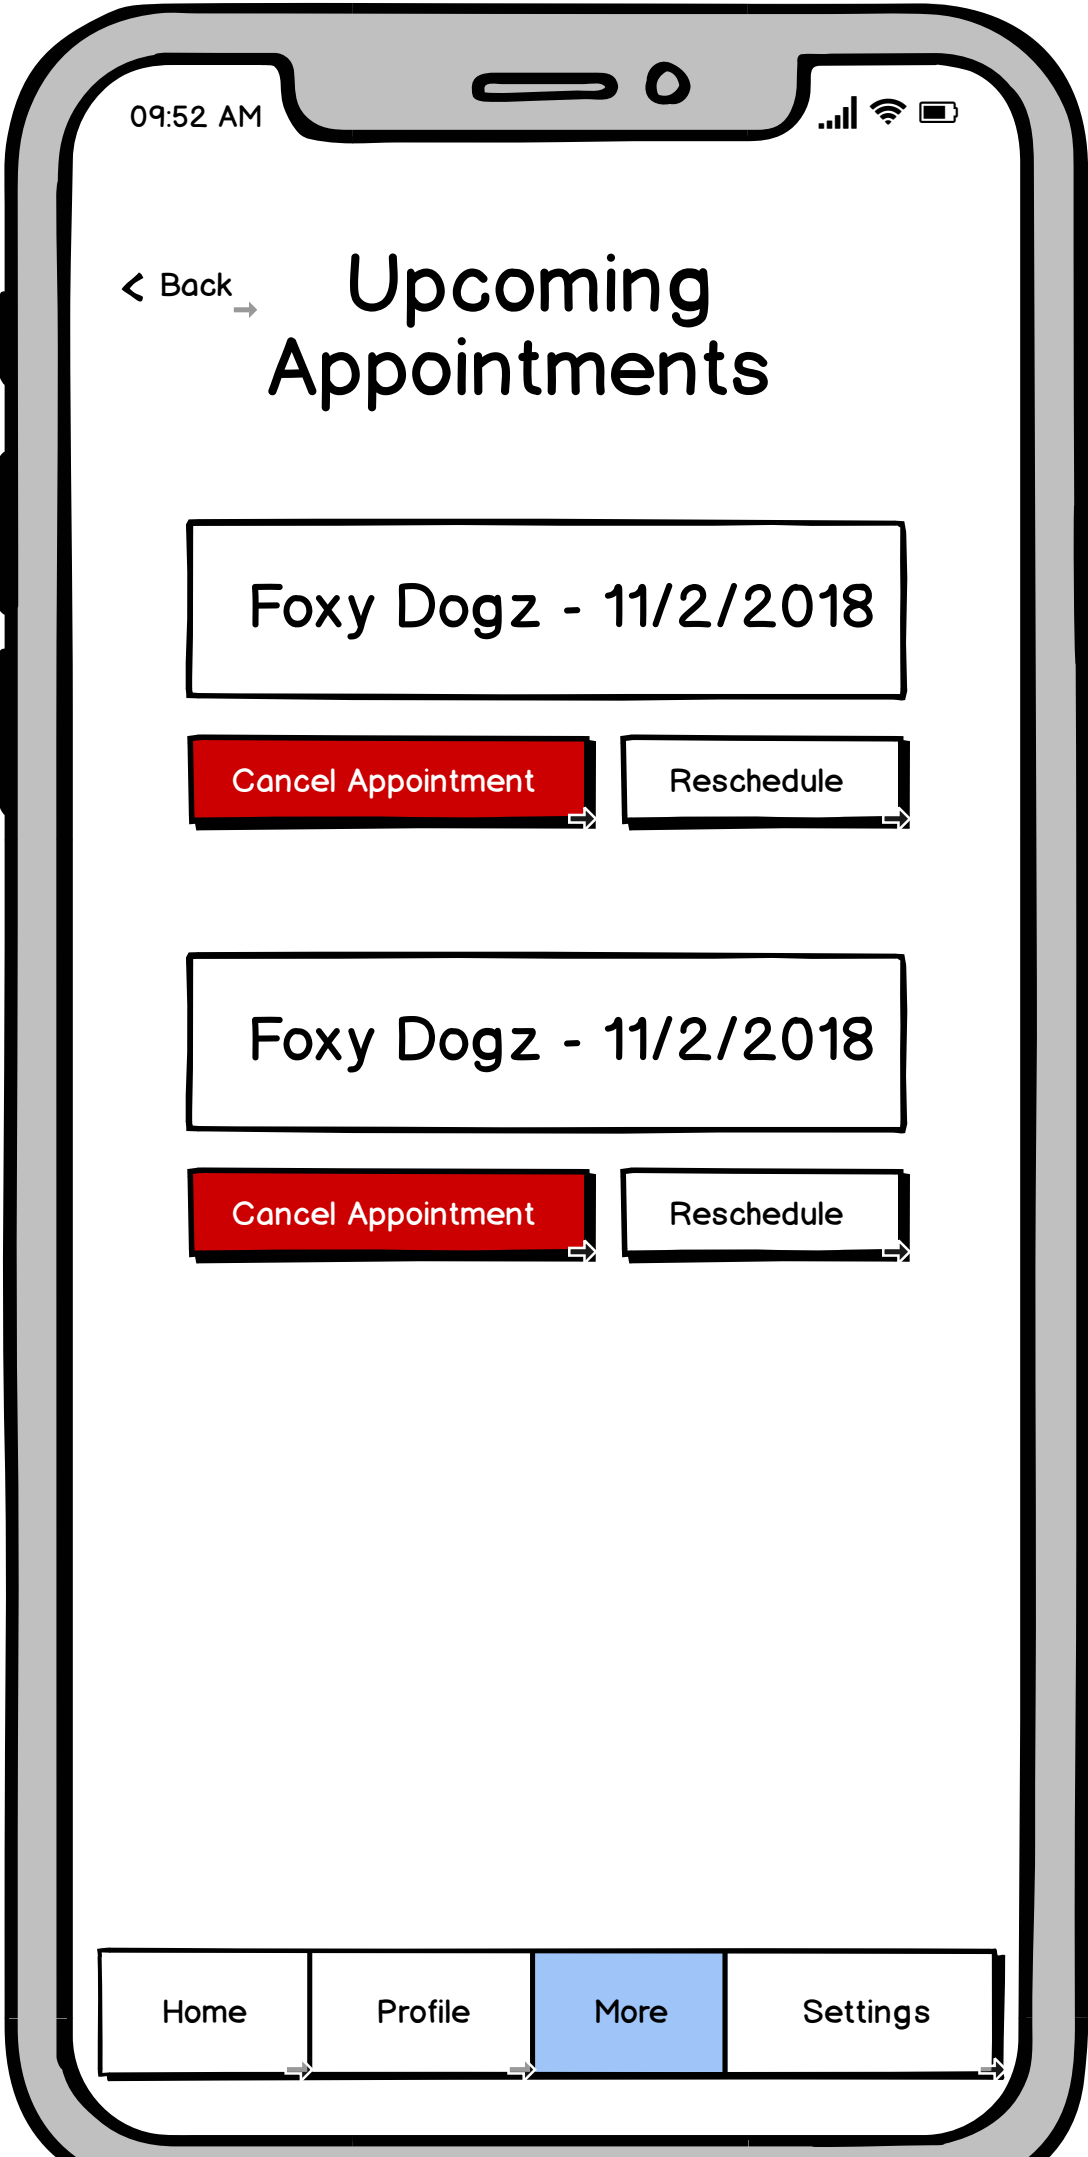 09:52 AM
Back
Upcoming
Appointments
Foxy Dogz - 11/2/2018
Cancel Appointment
Reschedule
Foxy Dogz - 11/2/2018
Cancel Appointment
Reschedule
Home
Profile
More
Settings